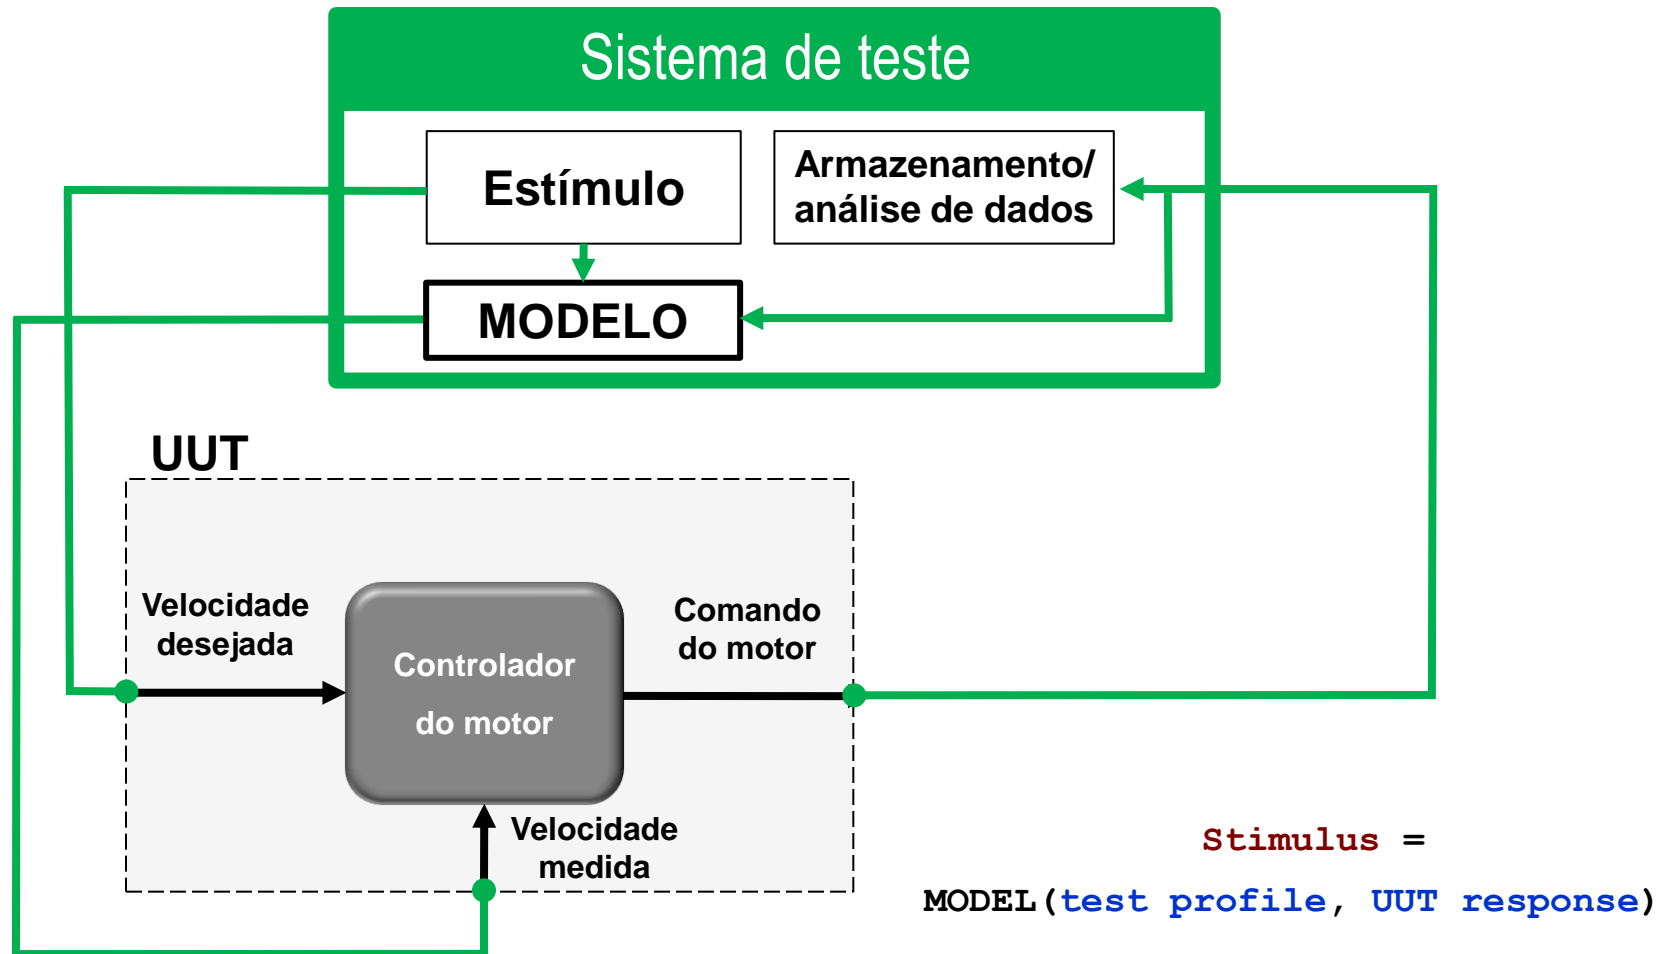 Sistema de teste
Estímulo
Armazenamento/
análise de dados
MODELO
UUT
Velocidade
desejada
Controlador
do motor
Comando
do motor
Velocidade
medida
Stimulus =
MODEL(test profile, UUT response)